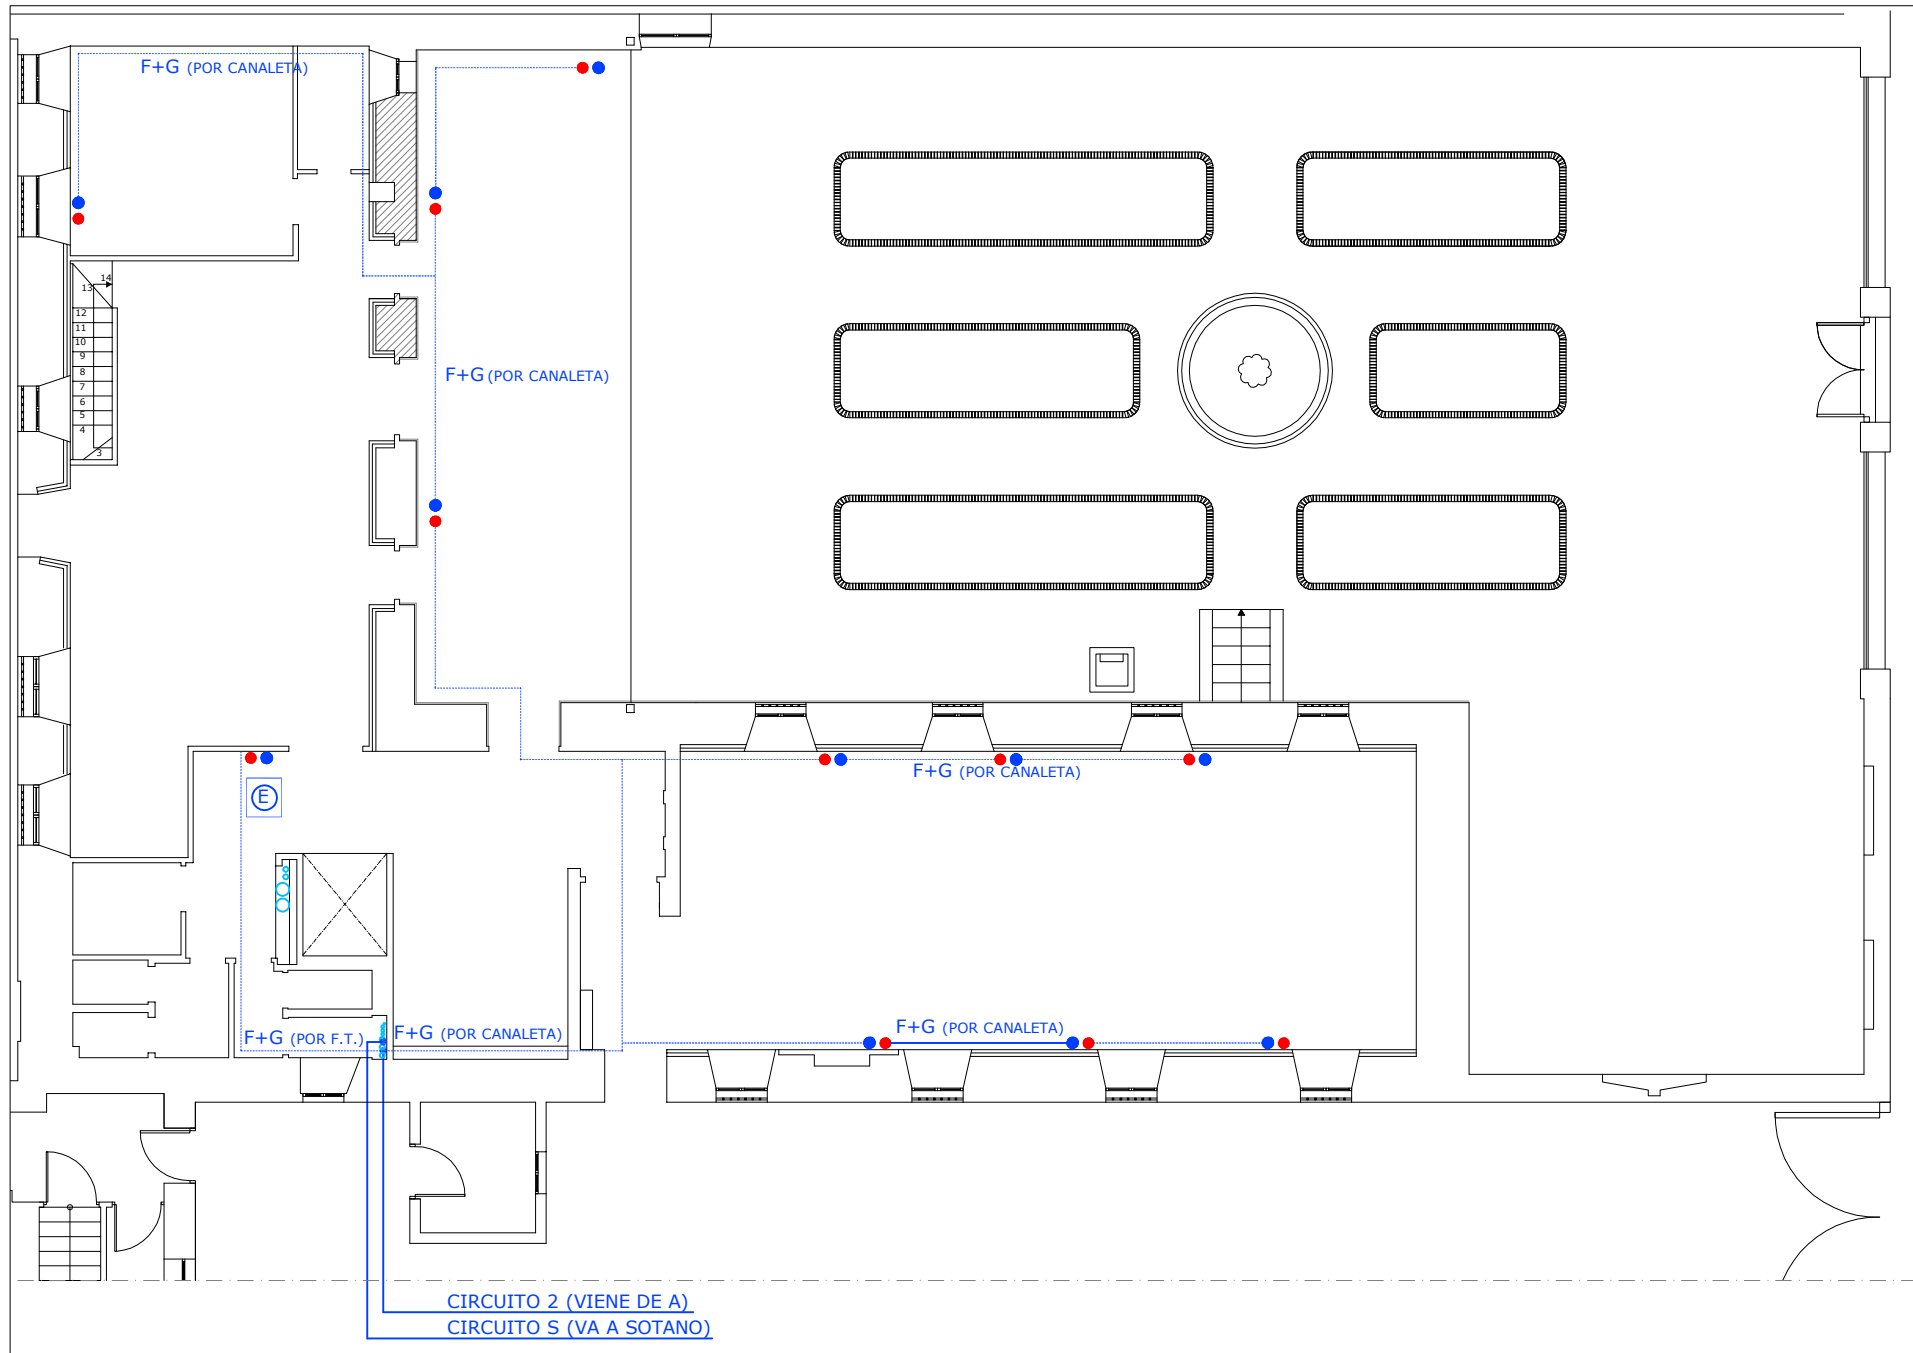 F+G (POR CANALETA)
14
13
12
11
10
9
8
7
6
5
4
3
F+G (POR CANALETA)
F+G (POR CANALETA)
E
F+G (POR F.T.)
F+G (POR CANALETA)
F+G (POR CANALETA)
CIRCUITO 2 (VIENE DE A)
CIRCUITO S (VA A SOTANO)